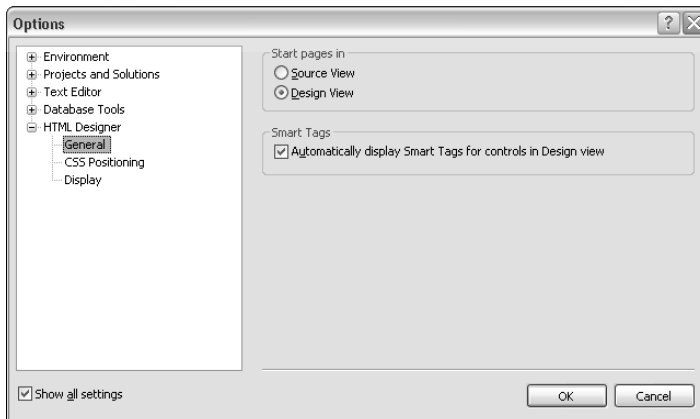 Options
Environment
Projects and Solutions
Text Editor
Database Tools
HTML Designer
General
CSS Positioning
Display
Start pages in
Source View
Design View
Smart Tags
Automatically display Smart Tags for controls in Design view
Show all settings
OK
Cancel